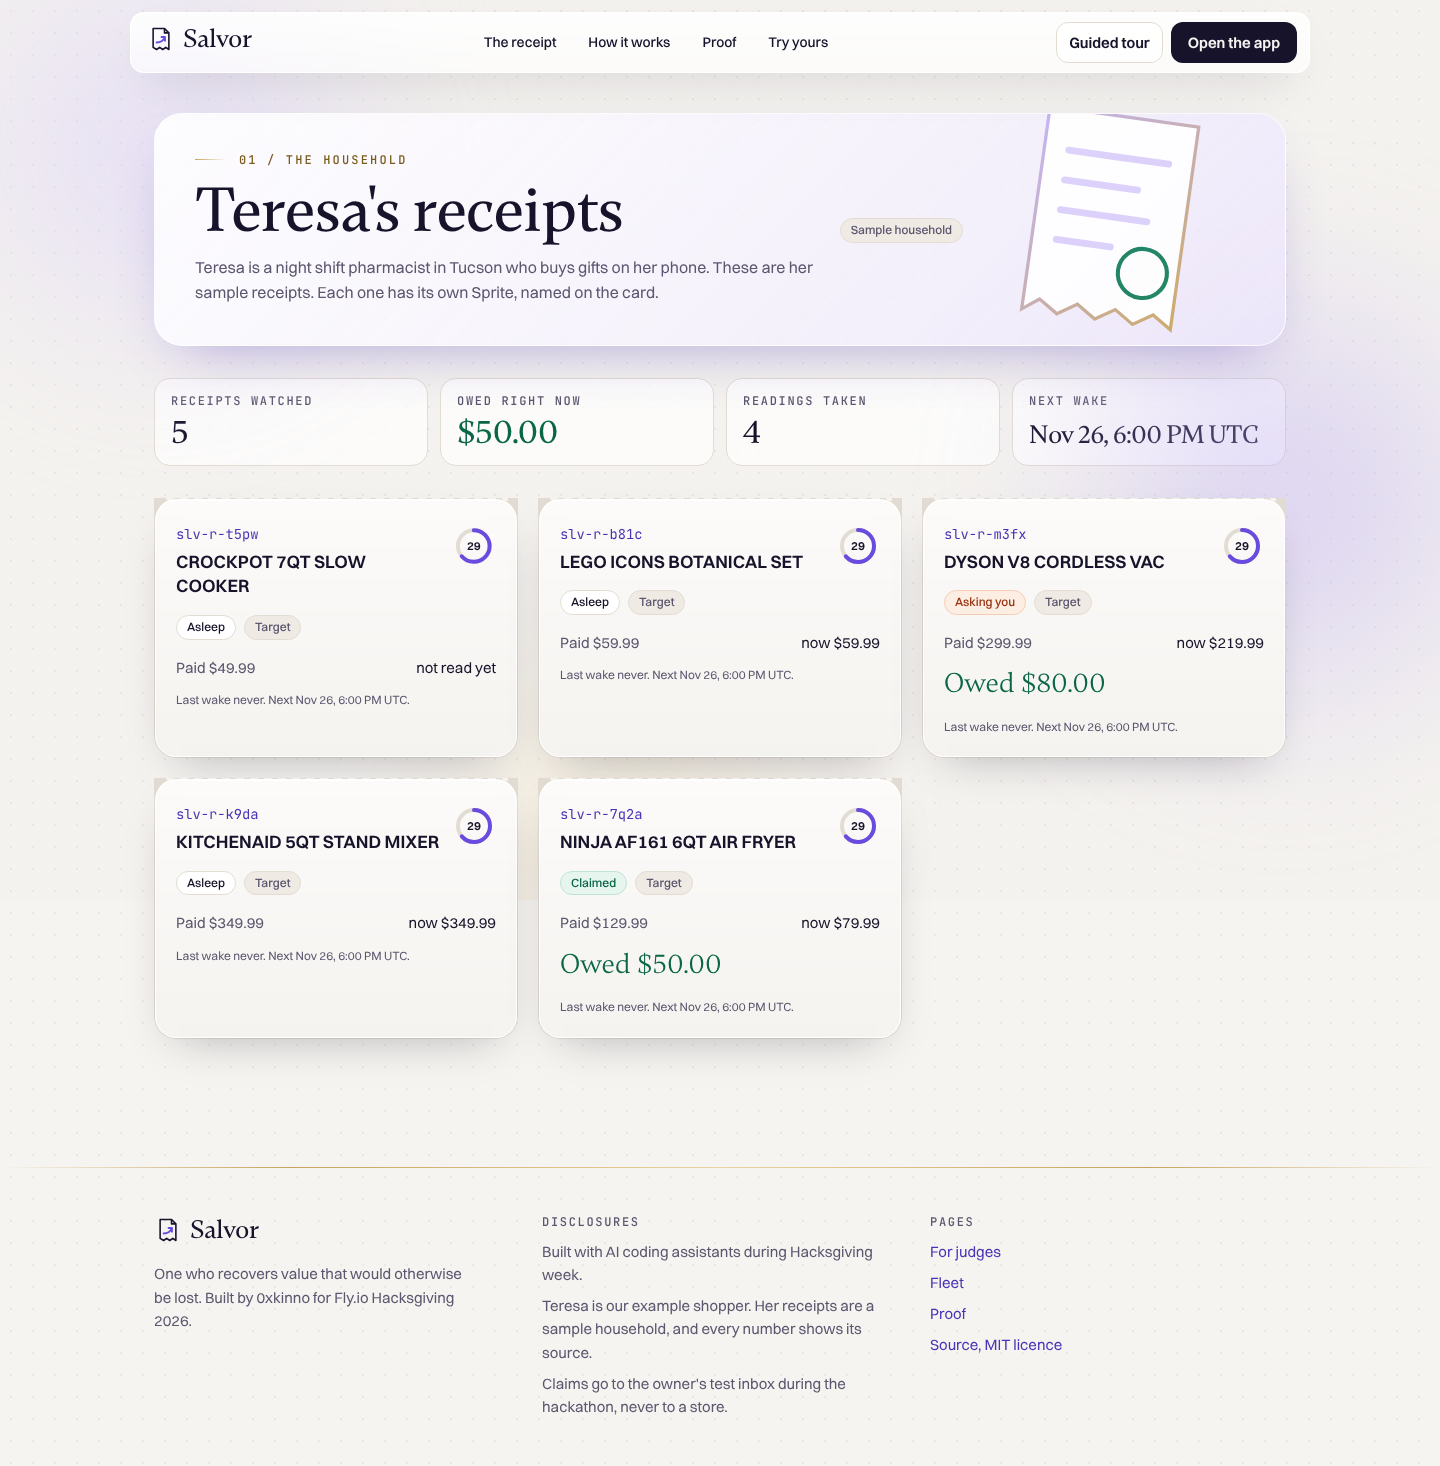 Salvor
The receipt
How it works
Proof
Try yours
Guided tour
Open the app
01 / THE HOUSEHOLD
Teresa's receipts
Teresa is a night shift pharmacist in Tucson who buys gifts on her phone. These are her
sample receipts. Each one has its own Sprite, named on the card.
Sample household
RECEIPTS WATCHED
5
OWED RIGHT NOW
$50.00
READINGS TAKEN
4
NEXT WAKE
Nov 26, 6:00 PM UTC
slv-r-t5pw
29
CROCKPOT 7QT SLOW
COOKER
Asleep
Target
Paid $49.99
not read yet
Last wake never. Next Nov 26, 6:00 PM UTC.
slv-r-b81c
29
LEGO ICONS BOTANICAL SET
Asleep
Target
Paid $59.99
now $59.99
Last wake never. Next Nov 26, 6:00 PM UTC.
slv-r-m3fx
29
DYSON V8 CORDLESS VAC
Asking you
Target
Paid $299.99
now $219.99
Owed $80.00
Last wake never. Next Nov 26, 6:00 PM UTC.
slv-r-k9da
29
KITCHENAID 5QT STAND MIXER
Asleep
Target
Paid $349.99
now $349.99
Last wake never. Next Nov 26, 6:00 PM UTC.
slv-r-7q2a
29
NINJA AF161 6QT AIR FRYER
Claimed
Target
Paid $129.99
now $79.99
Owed $50.00
Last wake never. Next Nov 26, 6:00 PM UTC.
Salvor
One who recovers value that would otherwise
be lost. Built by 0xkinno for Fly.io Hacksgiving
2026.
DISCLOSURES
Built with AI coding assistants during Hacksgiving
week.
Teresa is our example shopper. Her receipts are a
sample household, and every number shows its
source.
Claims go to the owner's test inbox during the
hackathon, never to a store.
PAGES
For judges
Fleet
Proof
Source, MIT licence